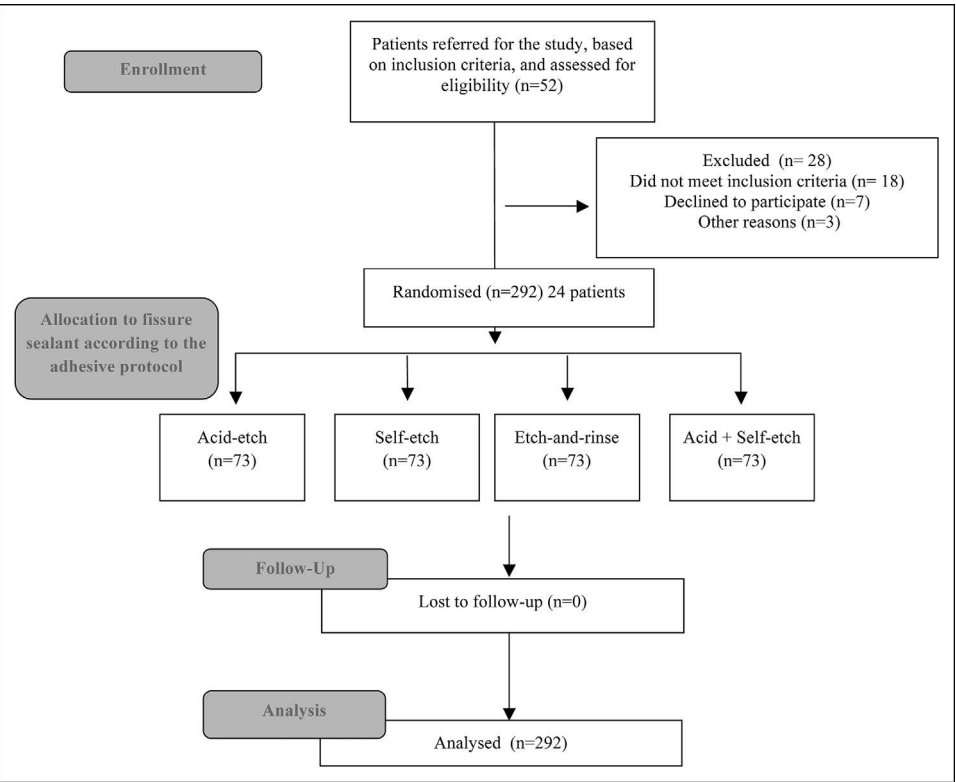 Enrollment
Patients referred for the study, based
on inclusion criteria, and assessed for
eligibility (n=52)
Excluded (n= 28)
Did not meet inclusion criteria (n= 18)
Declined to participate (n=7)
Other reasons (n=3)
Randomised (n=292) 24 patients
Allocation to fissure
sealant according to the
adhesive protocol
Acid-etch
(n=73)
Self-etch
(n=73)
Etch-and-rinse
(n=73)
Acid + Self-etch
(n=73)
Follow-Up
Lost to follow-up (n=0)
Analysis
Analysed (n=292)